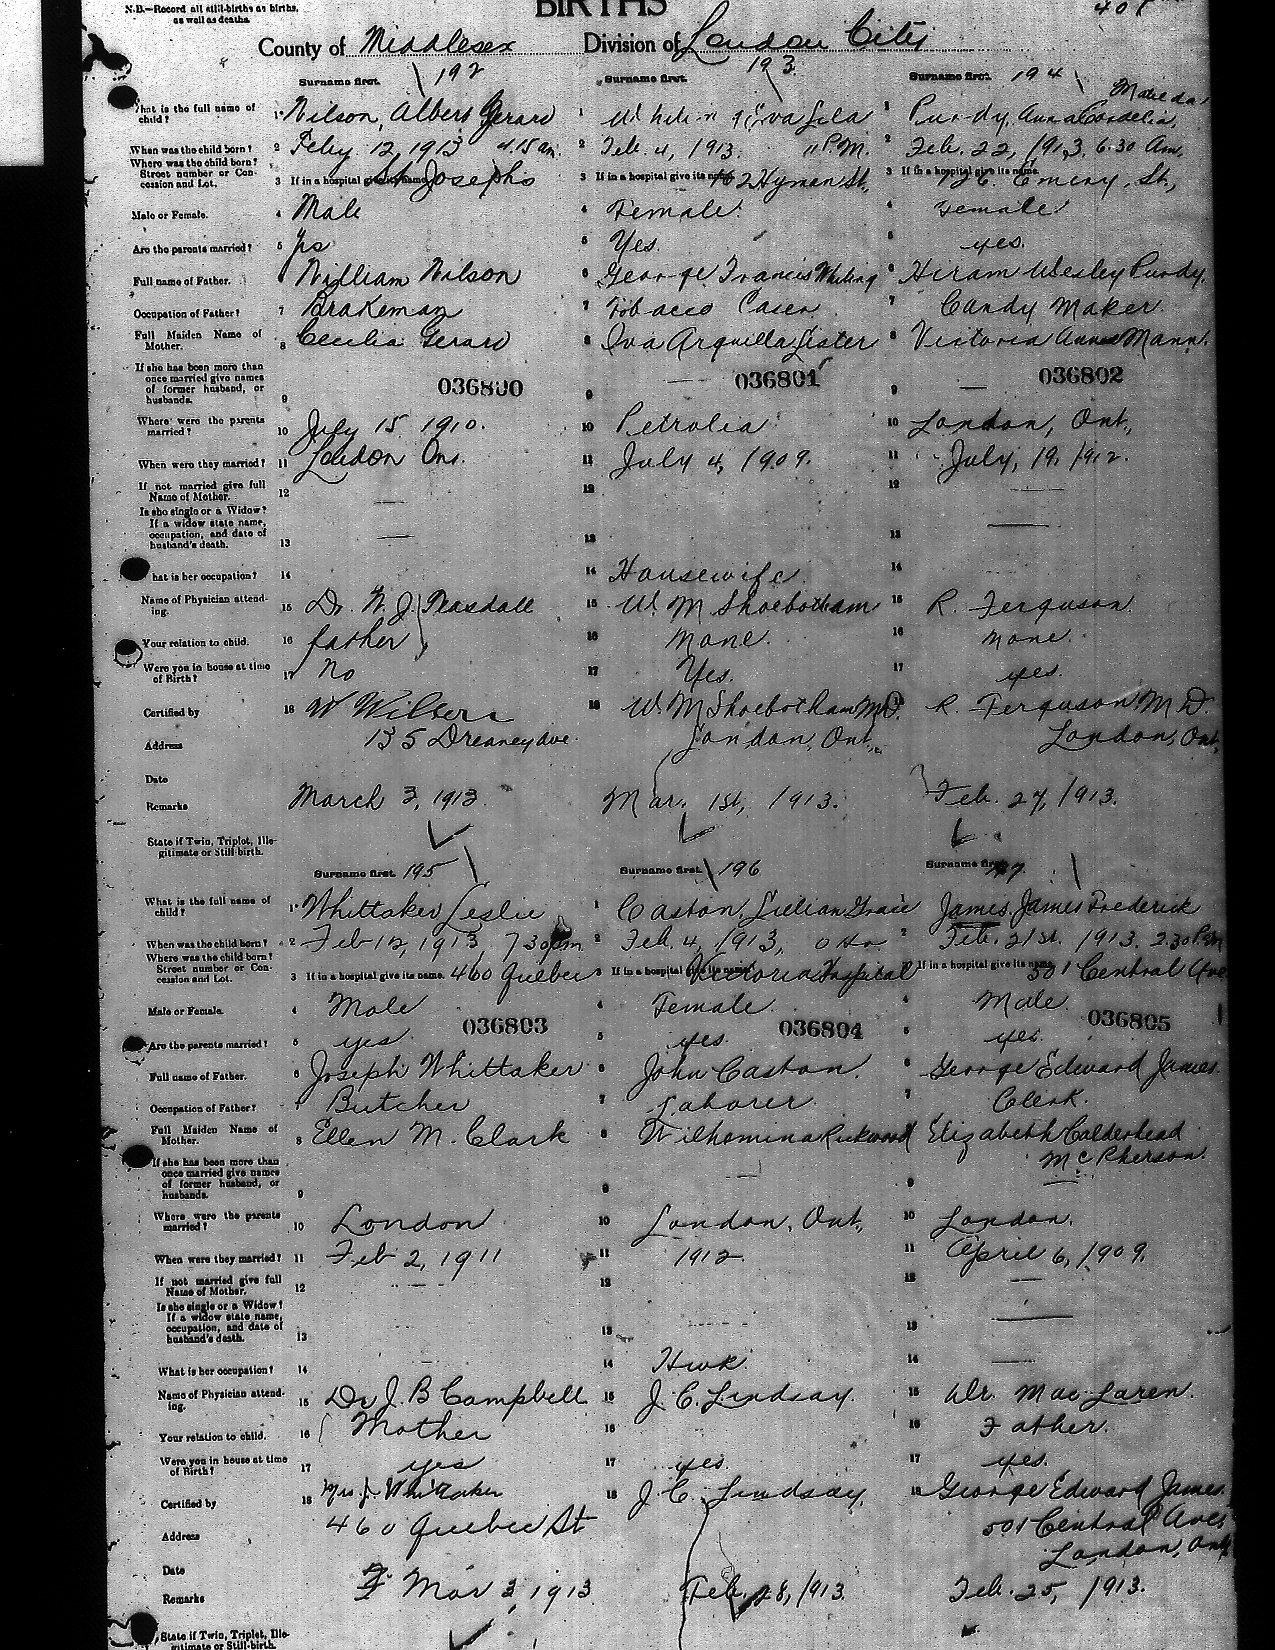 N.B.—Record all still-births as births,
as well as deaths.
BIRTHS
County of Middlesex Division of London City
Surname first. 192
Surname first. 193
Surname first. 194
What is the full name of child?
1 Wilson, Albert Gerard
1 Whiting Eva Lila
1 Purdy, Anna Cordelia, Matilda
When was the child born?
2 Feby. 12, 1913 4.15 am.
2 Feb. 4, 1913. 11 P.M.
2 Feb. 22, 1913. 6.30 Am.
Where was the child born? Street number or Concession and Lot.
3 If in a hospital give its name. St. Josephs
3 If in a hospital give its name. 162 Hyman St.,
3 If in a hospital give its name. 126 Emery St.,
Male or Female.
4 Male
4 Female
4 Female
Are the parents married?
5 Yes
5 Yes.
5 yes.
Full name of Father.
6 William Wilson
6 George Francis Whiting
6 Hiram Wesley Purdy.
Occupation of Father?
7 Brakeman
7 Tobacco Caser
7 Candy Maker
Full Maiden Name of Mother.
8 Cecilia Gerard
8 Iva Arquilla Lister
8 Victoria Annie Mann.
If she has been more than once married give names of former husband, or husbands.
9 036800
9 — 036801
9 — 036802
Where were the parents married?
10 July 15 1910.
10 Petrolia
10 London, Ont.,
When were they married?
11 London Ont.
11 July 4, 1909.
11 July, 19, 1912.
If not married give full Name of Mother.
12 —
12
12 —
Is she single or a Widow? If a widow state name, occupation, and date of husband's death.
13 —
13
13 —
What is her occupation?
14
14 Housewife
14
Name of Physician attending.
15 Dr. W. J. Teasdall
15 W. M Shoebotham
15 R. Ferguson
Your relation to child.
16 father
16 none.
16 none.
Were you in house at time of Birth?
17 No
17 Yes.
17 yes.
Certified by
18 W Wilson
18 W. M Shoebotham M.D.
R. Ferguson M D.
Address
135 Dreaney Ave.
London, Ont.
London, Ont,
Date
Remarks
March 3, 1913.
Mar. 1st, 1913.
Feb. 27, 1913.
State if Twin, Triplet, Illegitimate or Still-birth.
Surname first. 195
Surname first. 196
Surname first. 197.
What is the full name of child?
1 Whittaker Leslie
1 Caston, Lillian Grace
James, James Frederick
When was the child born?
2 Feb 12, 1913 7 30 pm
2 Feb. 4, 1913,
2 Feb. 21st. 1913. 2.30 P.M
Where was the child born? Street number or Concession and Lot.
3 If in a hospital give its name. 460 Quebec
3 If in a hospital give its name. Victoria Hospital
If in a hospital give its name. 501 Central Ave
Male or Female.
4 Male
4 Female
4 Male
036803
036804
036805
Are the parents married?
5 yes
5 yes.
5 yes.
Full name of Father.
6 Joseph Whittaker
6 John Caston.
6 George Edward James.
Occupation of Father?
Butcher
7 Laborer
7 Clerk.
Full Maiden Name of Mother.
8 Ellen M. Clark
8 Wilhomina Rickwood
Elizabeth Calderhead
McPherson.
If she has been more than once married give names of former husband, or husbands.
9
9 —
9 —
Where were the parents married?
10 London
10 London, Ont,
10 London.
When were they married?
11 Feb 2, 1911
11 1912
11 April 6, 1909.
If not married give full Name of Mother.
12
12
12 —
Is she single or a Widow? If a widow state name, occupation, and date of husband's death.
13
13
13 —
What is her occupation?
14
14 Hwk.
14 —
Name of Physician attending.
15 Dr J. B Campbell
15 J. C. Lindsay.
15 Dr. MacLaren.
Your relation to child.
16 Mother
16
16 Father.
Were you in house at time of Birth?
17 yes
17 yes.
17 yes.
Certified by
18 Mrs. J. Whittaker
18 J. C. Lindsay,
18 George Edward James.
Address
460 Quebec St
501 Central Ave,
London, Ont
Date
Remarks
Mar 3, 1913.
Feb. 28, 1913.
Feb. 25, 1913.
State if Twin, Triplet, Illegitimate or Still-birth.